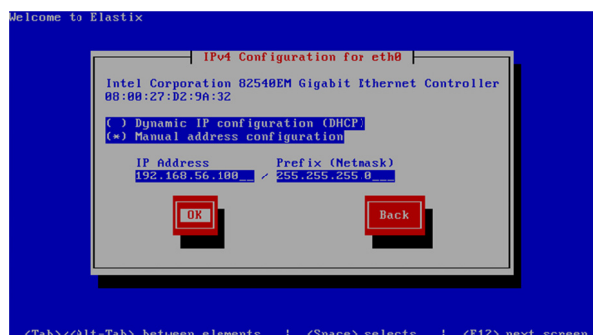 Welcome to Elastix
IPv4 Configuration for eth0
Intel Corporation 82540EM Gigabit Ethernet Controller
08:00:27:D2:9A:32
( ) Dynamic IP configuration (DHCP)
(*) Manual address configuration
IP Address Prefix (Netmask)
192.168.56.100__ / 255.255.255.0___
OK Back
<Tab>/<Alt-Tab> between elements | <Space> selects | <F12> next screen